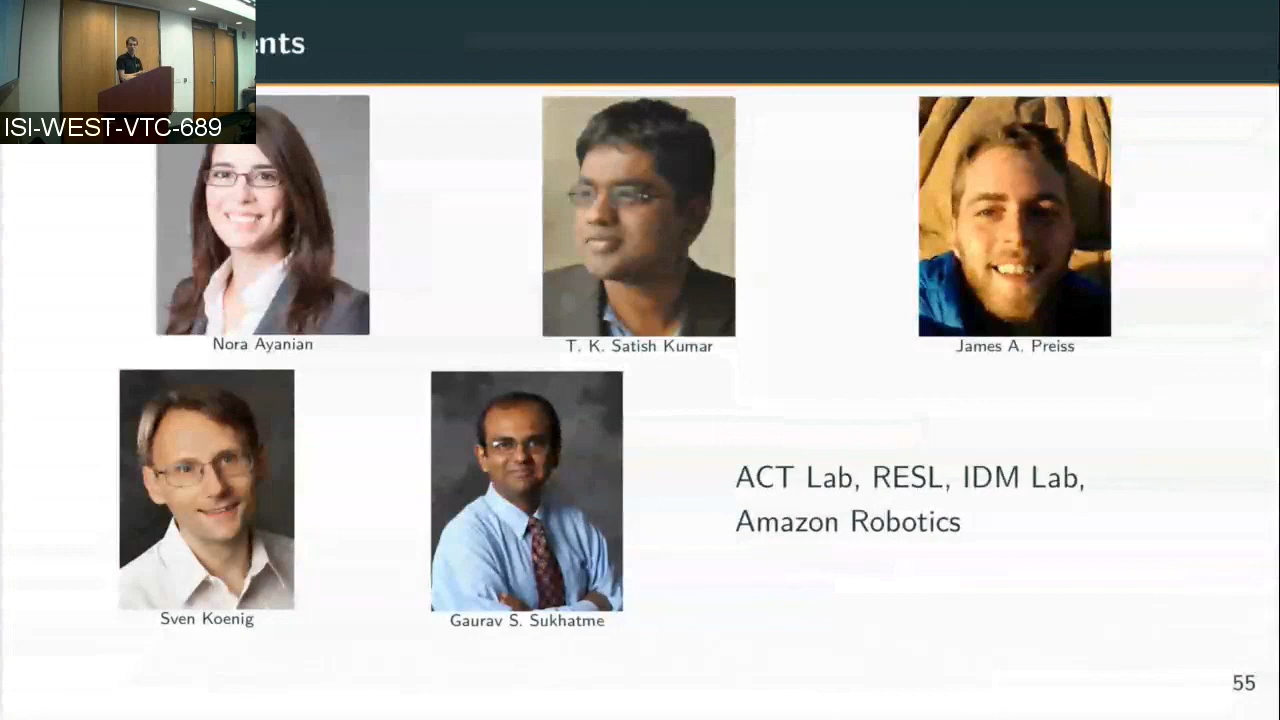 nts
ISI-WEST-VTC-689
Nora Ayanian
T. K. Satish Kumar
James A. Preiss
Sven Koenig
Gaurav S. Sukhatme
ACT Lab, RESL, IDM Lab,
Amazon Robotics
55